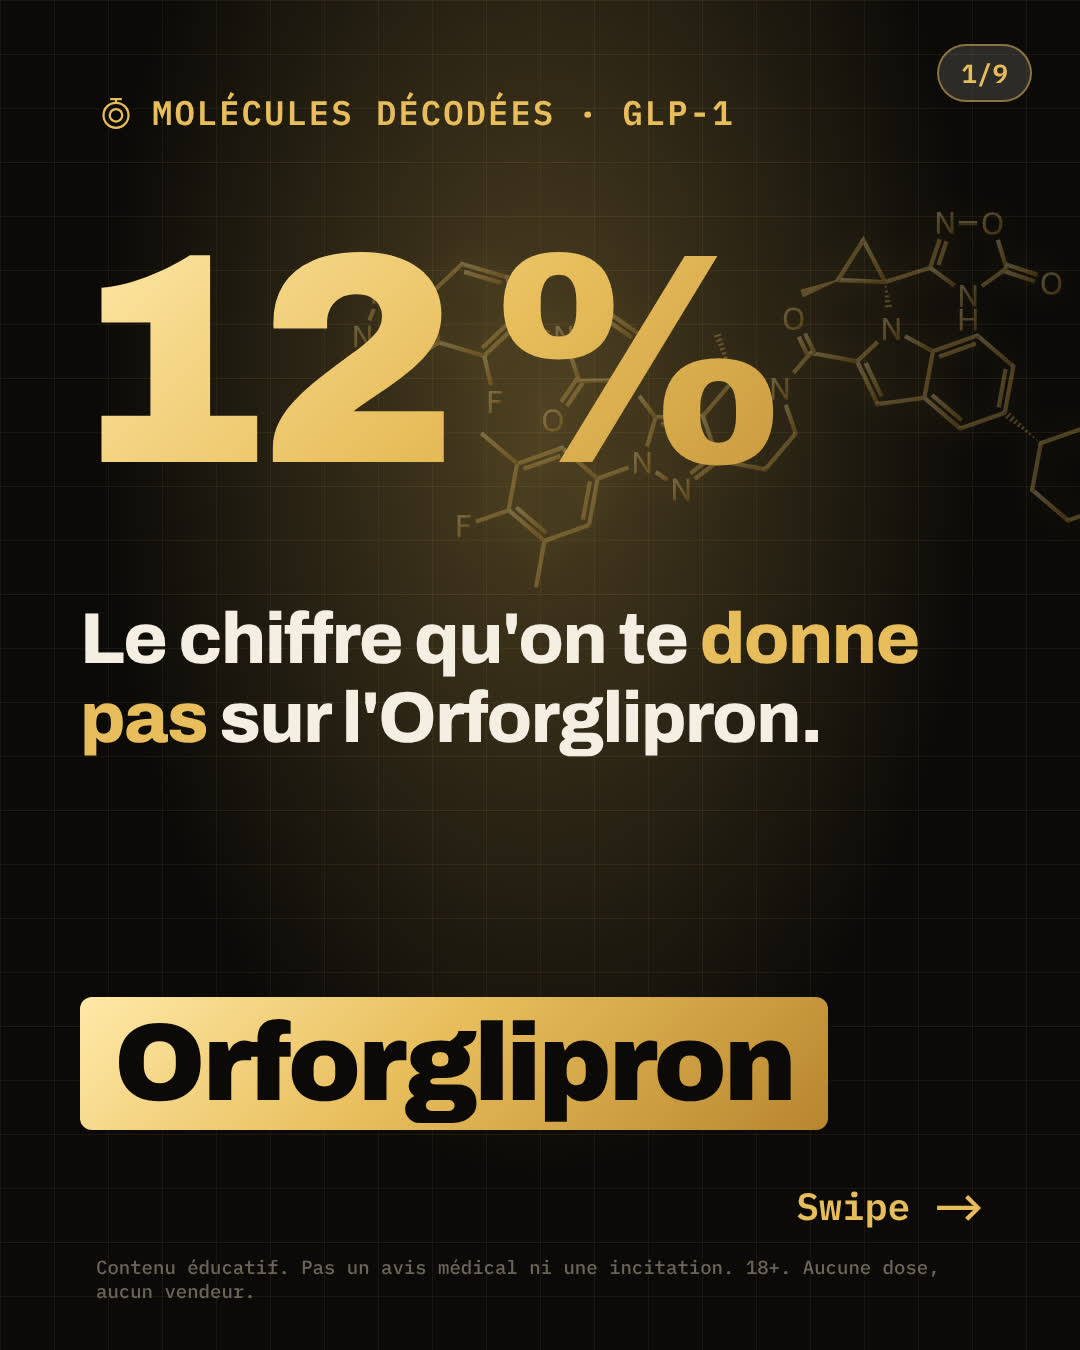 1/9
MOLÉCULES DÉCODÉES · GLP-1
12%
N O
O
N
H
O
N
N
N
F
O
N
N
N
F
Le chiffre qu'on te donne
pas sur l'Orforglipron.
Orforglipron
Swipe →
Contenu éducatif. Pas un avis médical ni une incitation. 18+. Aucune dose,
aucun vendeur.